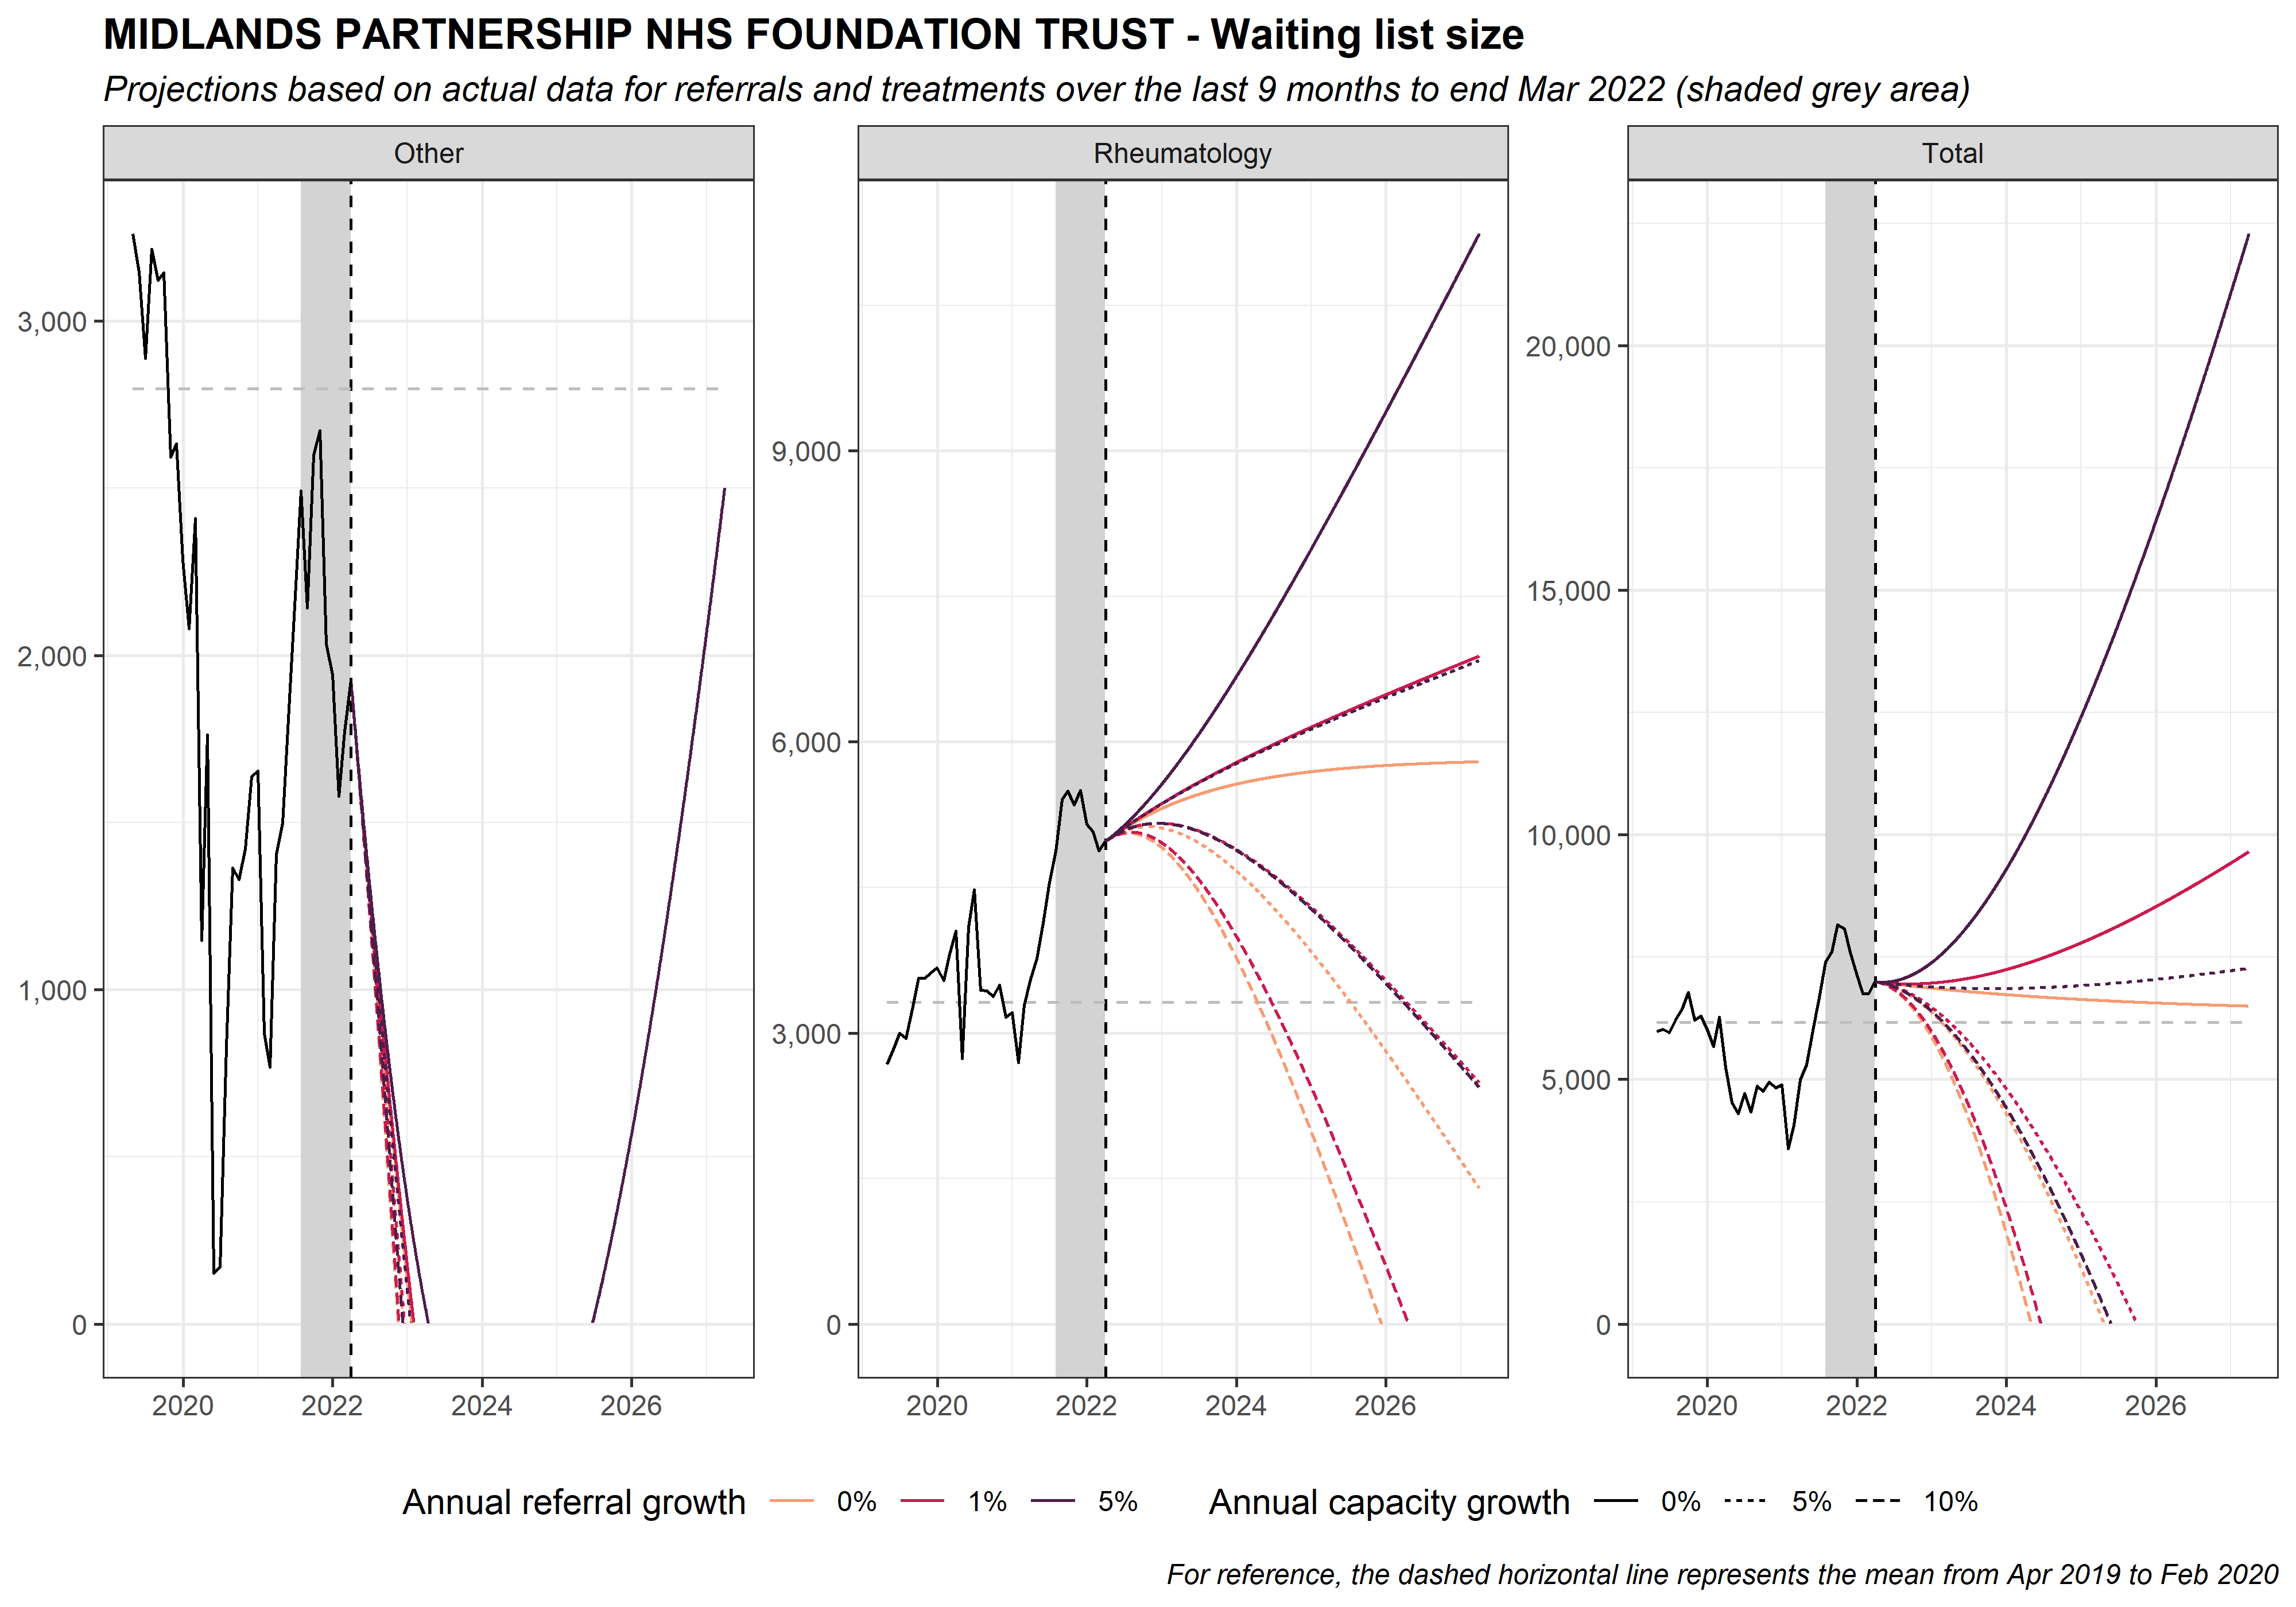 MIDLANDS PARTNERSHIP NHS FOUNDATION TRUST - Waiting list size
Projections based on actual data for referrals and treatments over the last 9 months to end Mar 2022 (shaded grey area)
Other
3,000
2,000
1,000
0
2020 2022 2024 2026
Rheumatology
9,000
6,000
3,000
0
2020 2022 2024 2026
Total
20,000
15,000
10,000
5,000
0
2020 2022 2024 2026
Annual referral growth 0% 1% 5% Annual capacity growth 0% 5% 10%
For reference, the dashed horizontal line represents the mean from Apr 2019 to Feb 2020